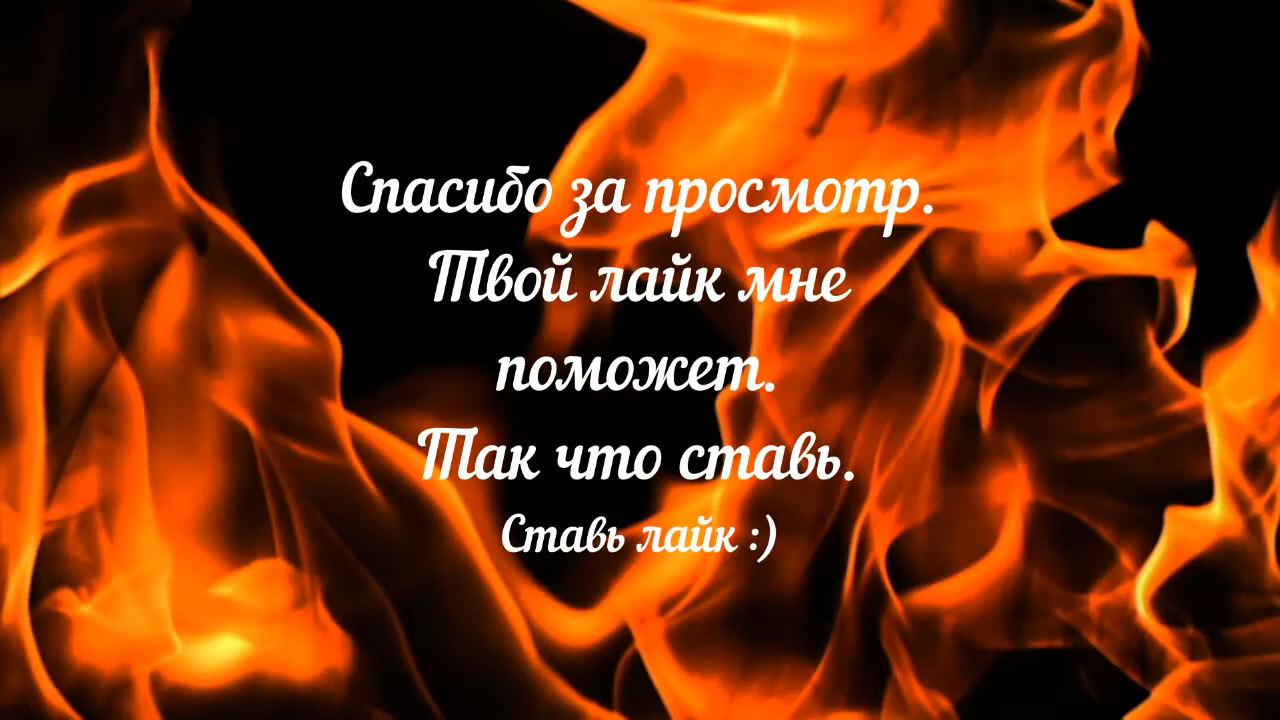 Спасибо за просмотр.
Твой лайк мне
поможет.
Так что ставь.
Ставь лайк :)